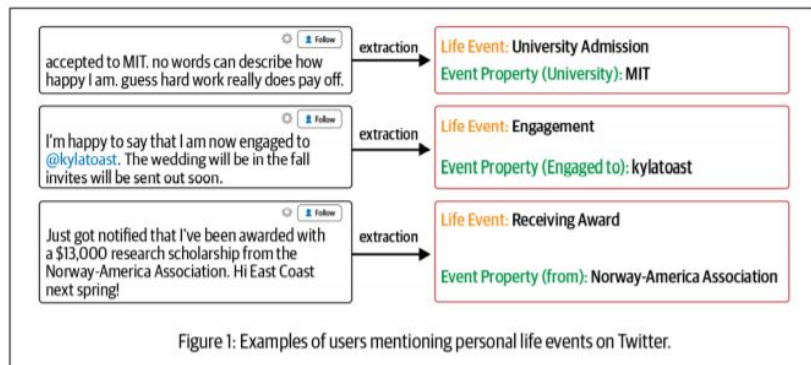 Follow
accepted to MIT. no words can describe how
happy I am. guess hard work really does pay off.
extraction
Life Event: University Admission
Event Property (University): MIT
Follow
I'm happy to say that I am now engaged to
@kylatoast. The wedding will be in the fall
invites will be sent out soon.
extraction
Life Event: Engagement
Event Property (Engaged to): kylatoast
Follow
Just got notified that I've been awarded with
a $13,000 research scholarship from the
Norway-America Association. Hi East Coast
next spring!
extraction
Life Event: Receiving Award
Event Property (from): Norway-America Association
Figure 1: Examples of users mentioning personal life events on Twitter.